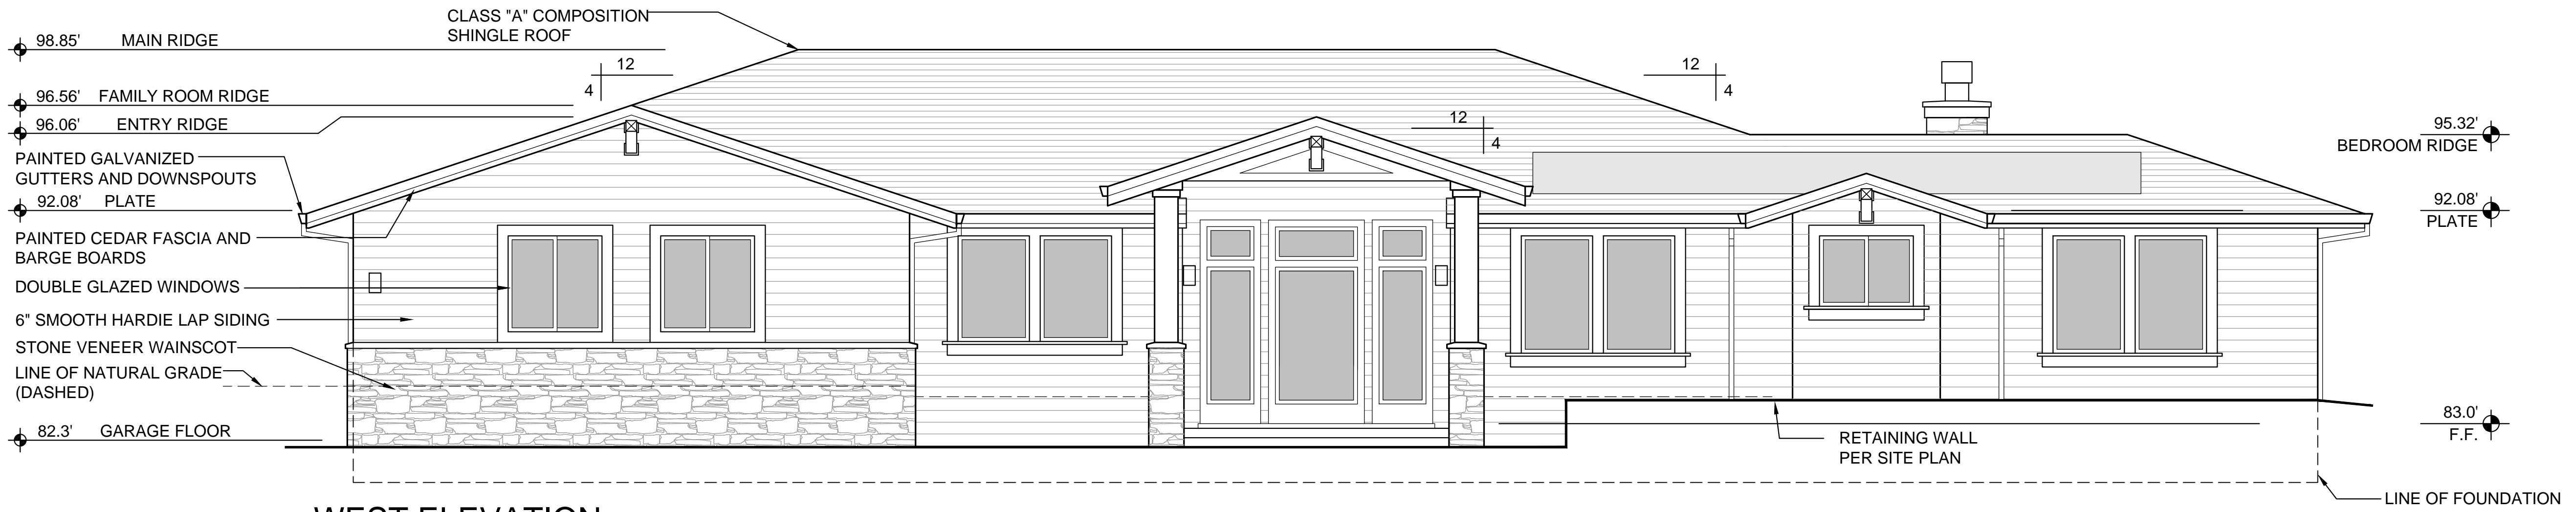 CLASS "A" COMPOSITION
SHINGLE ROOF
98.85' MAIN RIDGE
12
4
12
4
96.56' FAMILY ROOM RIDGE
96.06' ENTRY RIDGE
12
4
95.32'
BEDROOM RIDGE
PAINTED GALVANIZED
GUTTERS AND DOWNSPOUTS
92.08' PLATE
92.08'
PLATE
PAINTED CEDAR FASCIA AND
BARGE BOARDS
DOUBLE GLAZED WINDOWS
6" SMOOTH HARDIE LAP SIDING
STONE VENEER WAINSCOT
LINE OF NATURAL GRADE
(DASHED)
82.3' GARAGE FLOOR
83.0'
F.F.
RETAINING WALL
PER SITE PLAN
LINE OF FOUNDATION
WEST ELEVATION